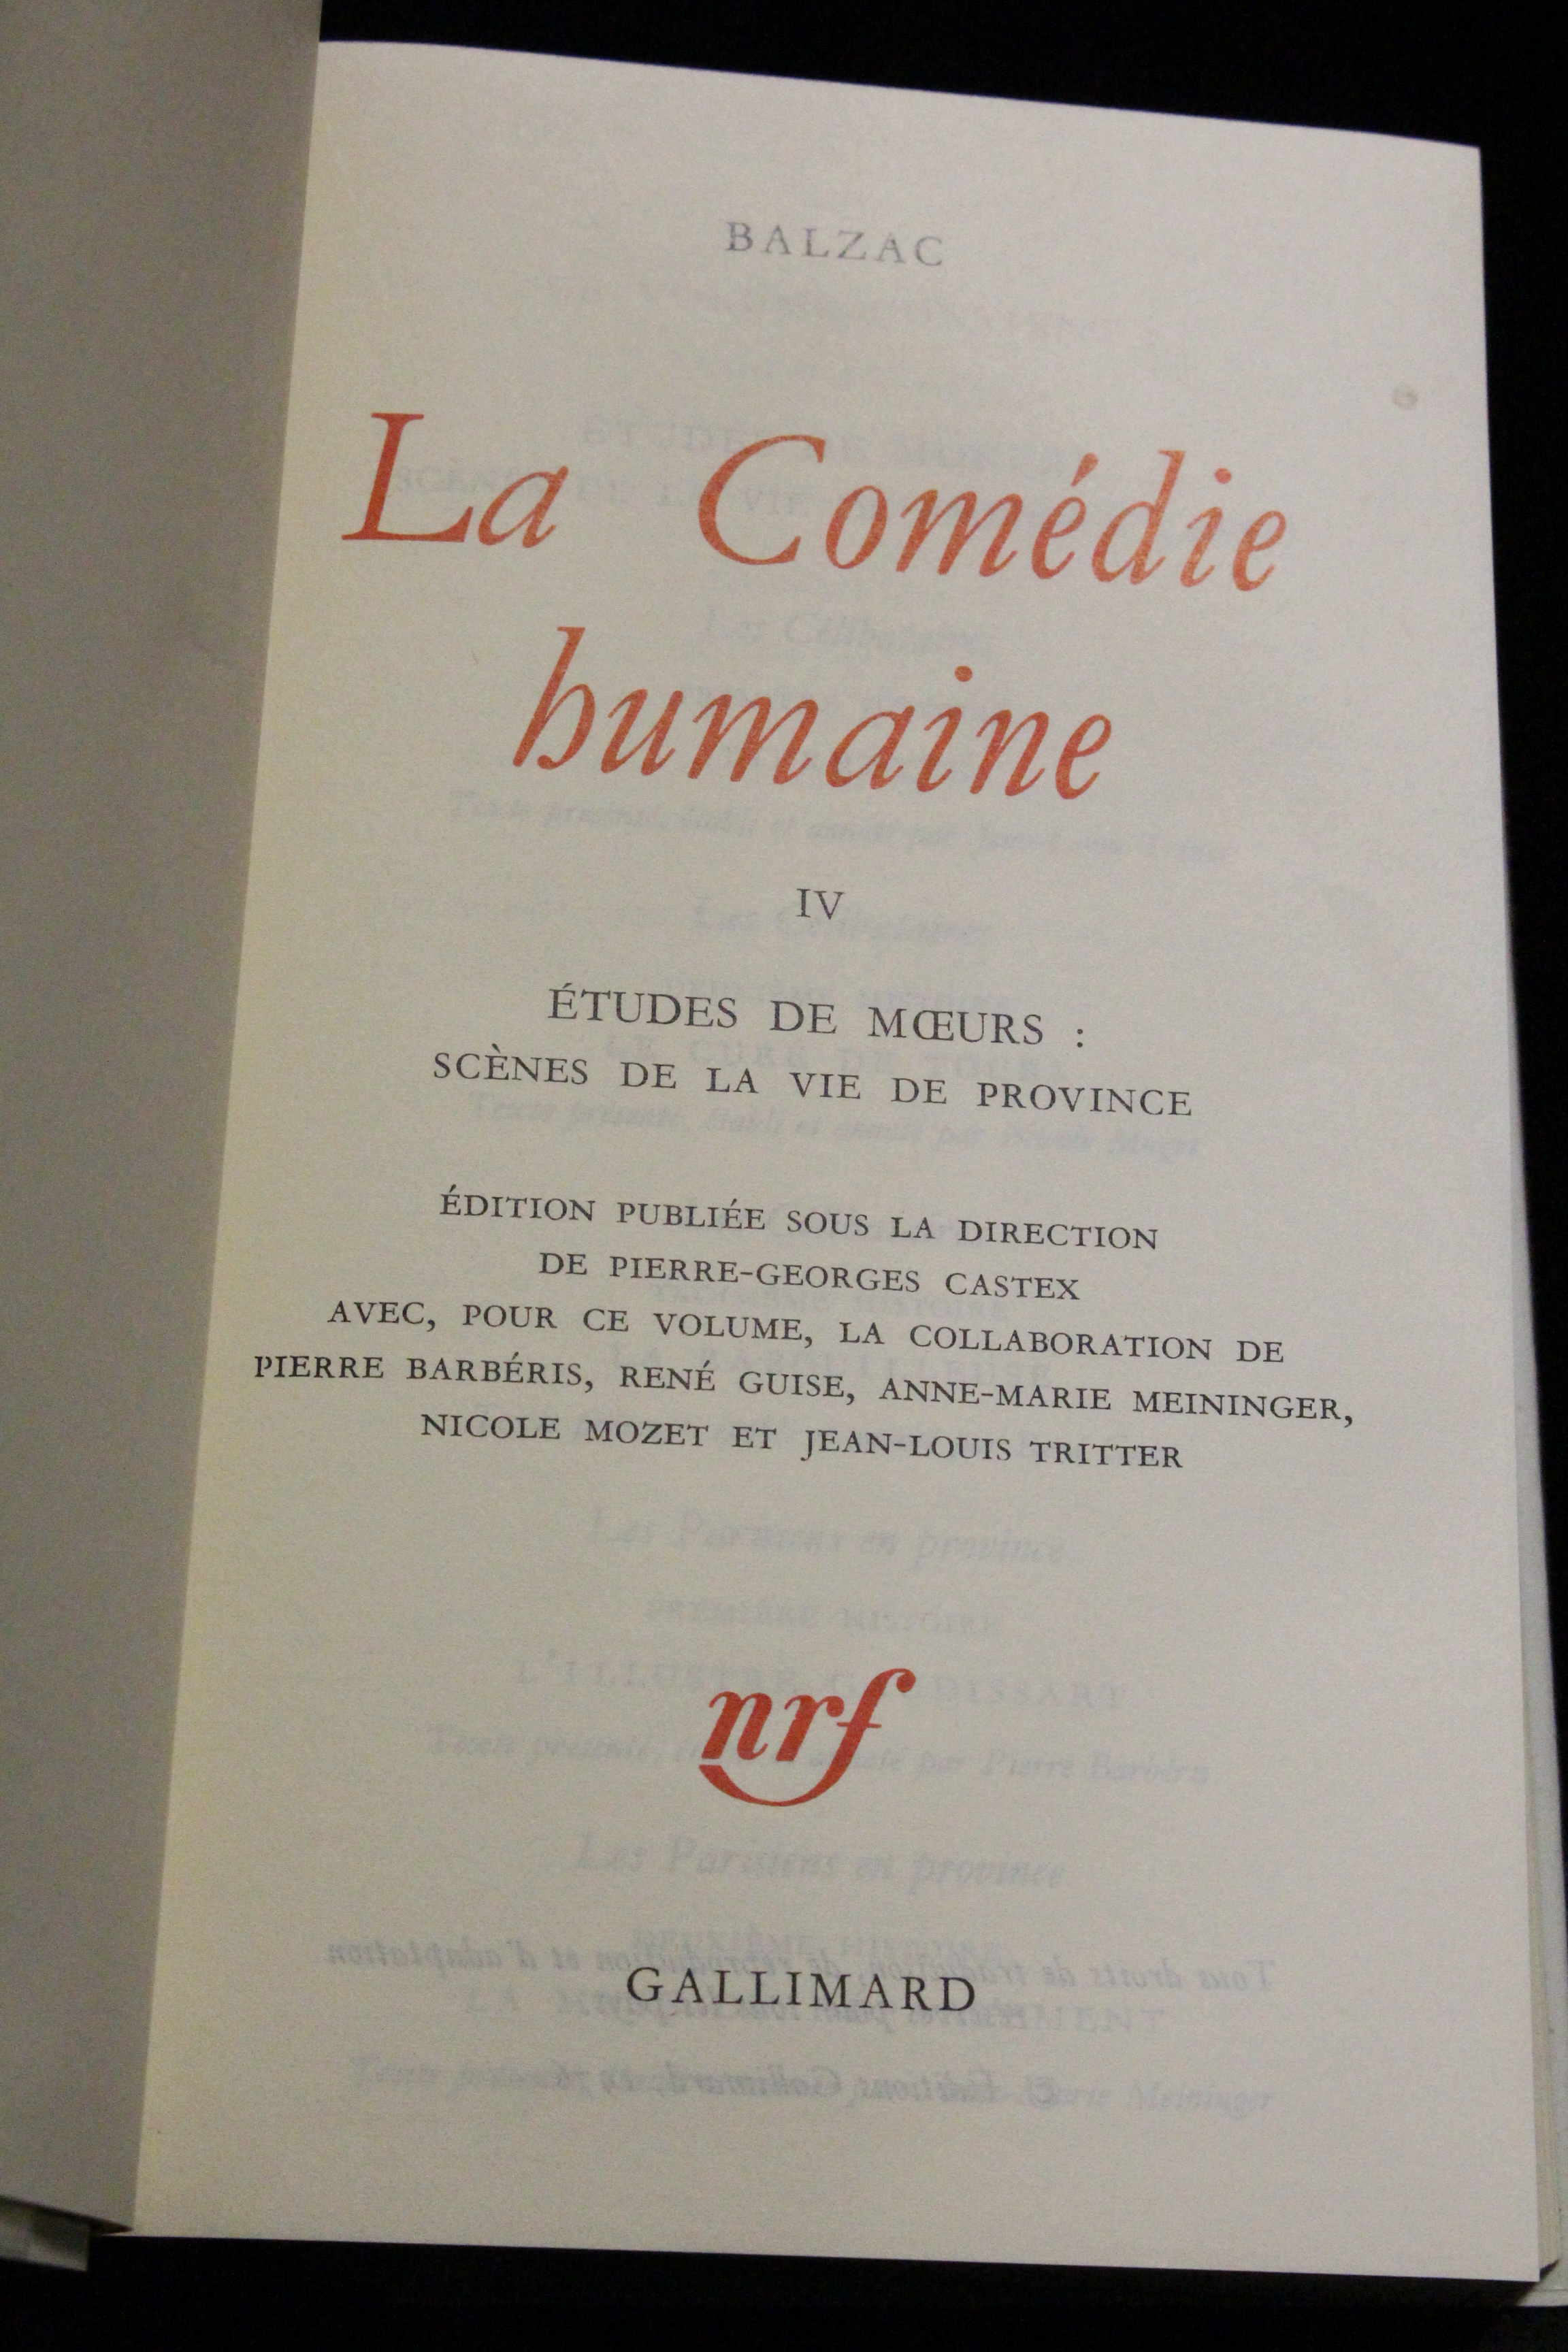 BALZAC
La Comédie
humaine
IV
ÉTUDES DE MŒURS :
SCÈNES DE LA VIE DE PROVINCE
ÉDITION PUBLIÉE SOUS LA DIRECTION
DE PIERRE-GEORGES CASTEX
AVEC, POUR CE VOLUME, LA COLLABORATION DE
PIERRE BARBÉRIS, RENÉ GUISE, ANNE-MARIE MEININGER,
NICOLE MOZET ET JEAN-LOUIS TRITTER
nrf
GALLIMARD